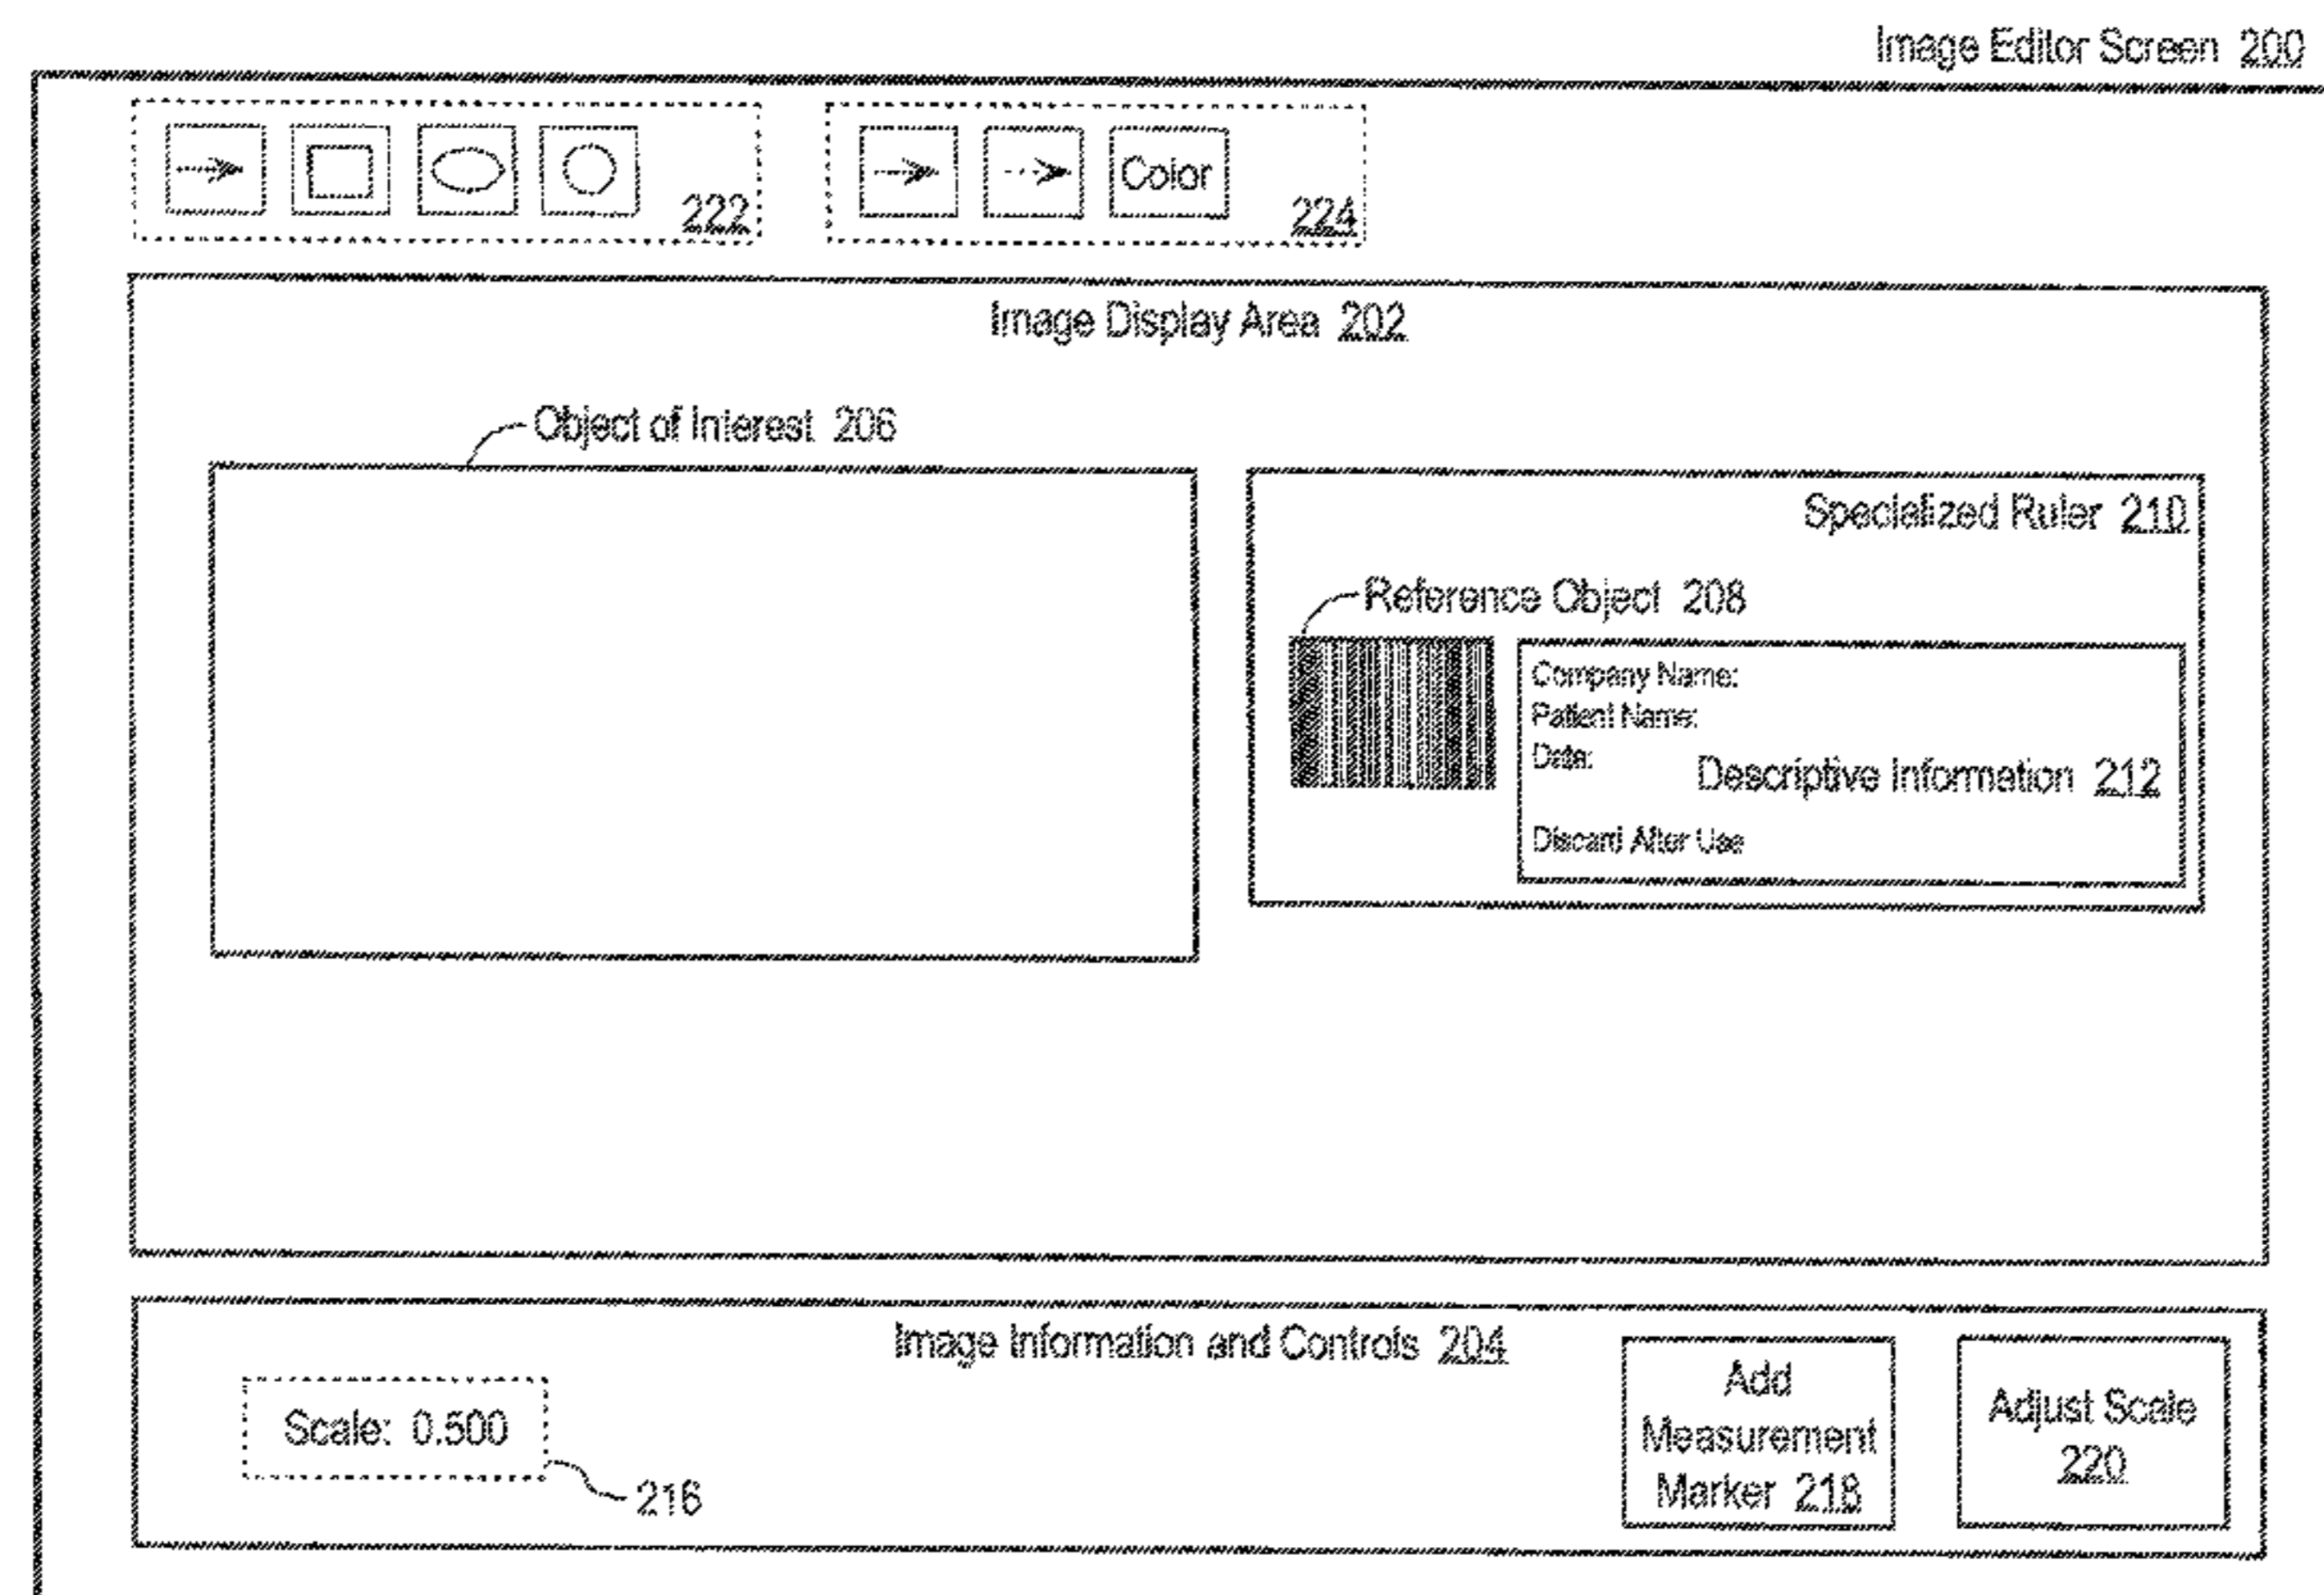 Image Editor Screen 200
222
Color
224
Image Display Area 202
Object of Interest 206
Specialized Ruler 210
Reference Object 208
Company Name:
Patient Name:
Date:
Descriptive Information 212
Discard After Use
Image Information and Controls 204
Scale: 0.500
216
Add
Measurement
Marker 218
Adjust Scale
220